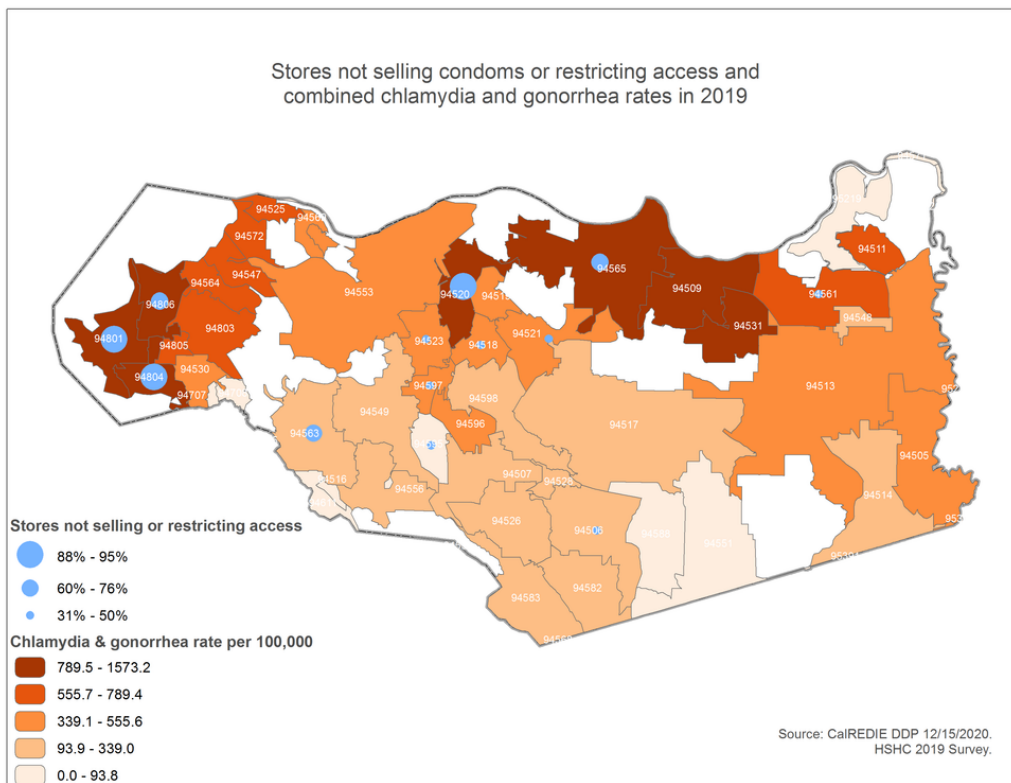 Stores not selling condoms or restricting access and
combined chlamydia and gonorrhea rates in 2019
94525
94572
94547
94564
94553
94806
94803
94801
94805
94804
94530
94707
94520
94565
94509
94531
94511
94561
94548
94523
94518
94521
94513
94597
94598
94549
94596
94517
94563
94505
94516
94556
94507
94528
94514
94526
94506
94588
94551
94583
94582
Stores not selling or restricting access
88% - 95%
60% - 76%
31% - 50%
Chlamydia & gonorrhea rate per 100,000
789.5 - 1573.2
555.7 - 789.4
339.1 - 555.6
93.9 - 339.0
0.0 - 93.8
Source: CalREDIE DDP 12/15/2020.
HSHC 2019 Survey.